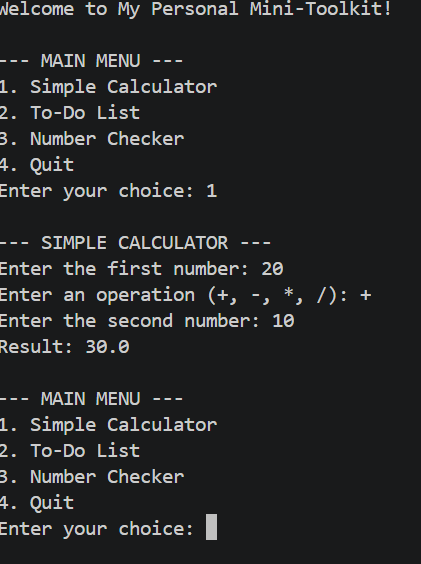 Welcome to My Personal Mini-Toolkit!
--- MAIN MENU ---
1. Simple Calculator
2. To-Do List
3. Number Checker
4. Quit
Enter your choice: 1
--- SIMPLE CALCULATOR ---
Enter the first number: 20
Enter an operation (+, -, *, /): +
Enter the second number: 10
Result: 30.0
--- MAIN MENU ---
1. Simple Calculator
2. To-Do List
3. Number Checker
4. Quit
Enter your choice: